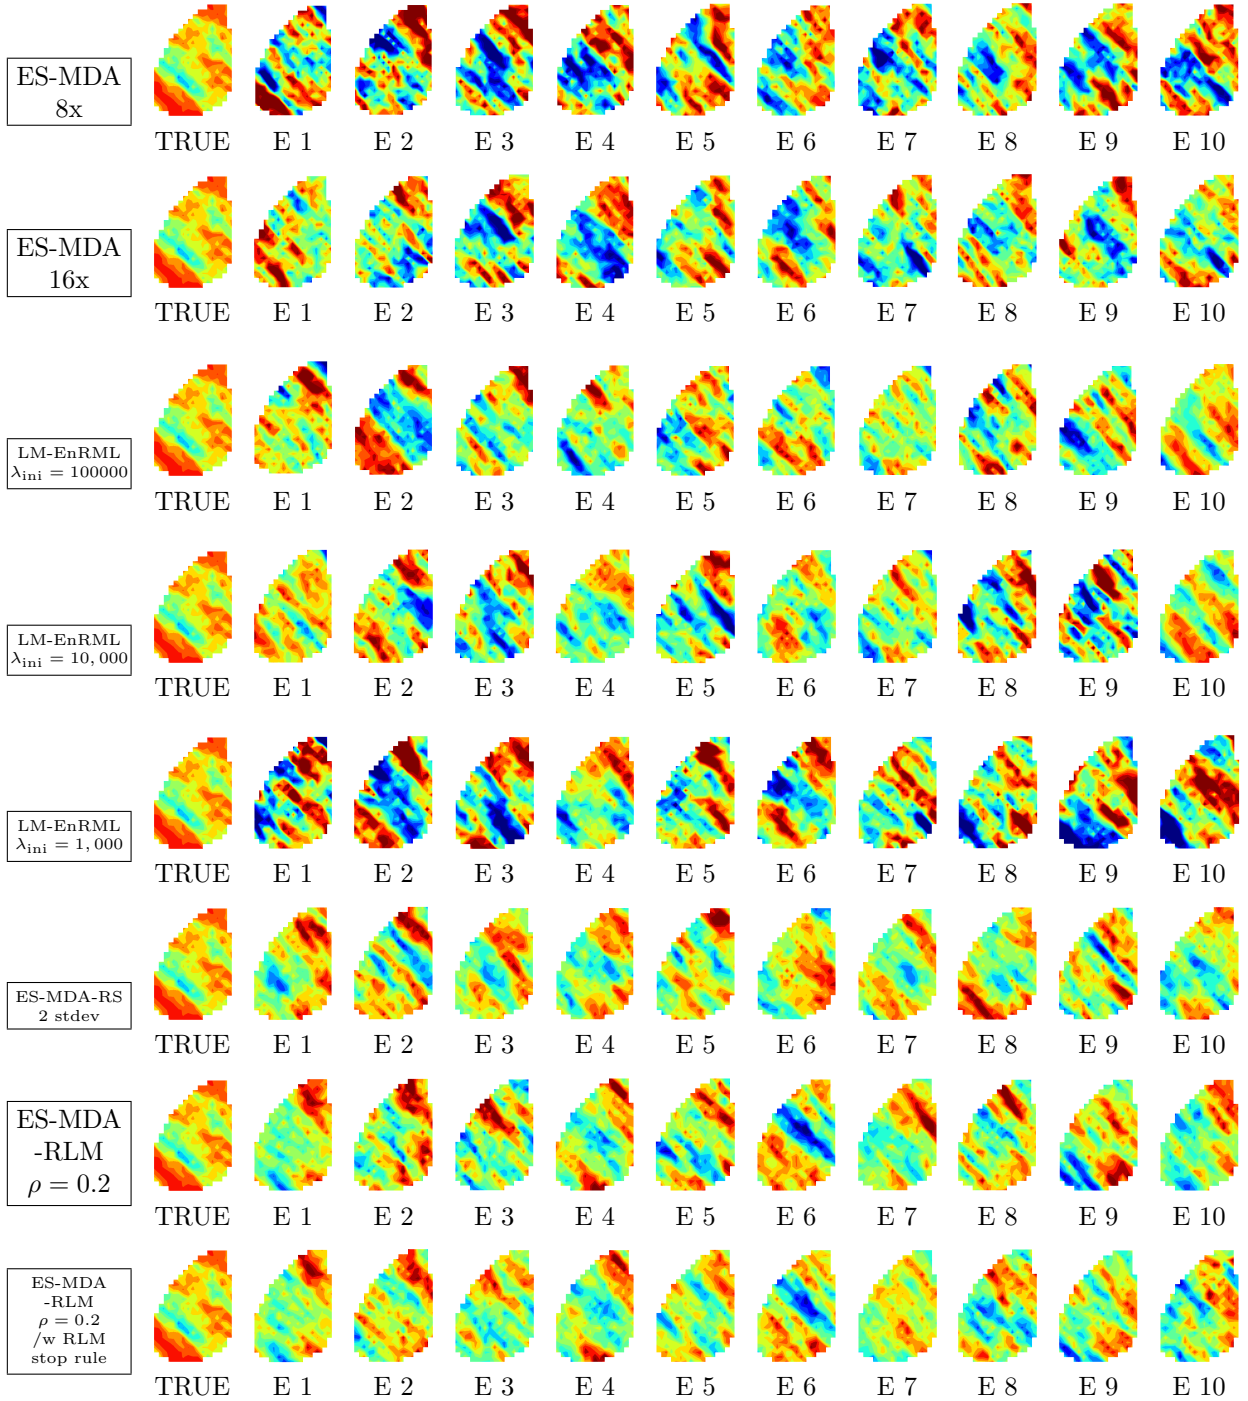 ES-MDA
8x
TRUE E 1 E 2 E 3 E 4 E 5 E 6 E 7 E 8 E 9 E 10
ES-MDA
16x
TRUE E 1 E 2 E 3 E 4 E 5 E 6 E 7 E 8 E 9 E 10
LM-EnRML
λini = 100000
TRUE E 1 E 2 E 3 E 4 E 5 E 6 E 7 E 8 E 9 E 10
LM-EnRML
λini = 10, 000
TRUE E 1 E 2 E 3 E 4 E 5 E 6 E 7 E 8 E 9 E 10
LM-EnRML
λini = 1, 000
TRUE E 1 E 2 E 3 E 4 E 5 E 6 E 7 E 8 E 9 E 10
ES-MDA-RS
2 stdev
TRUE E 1 E 2 E 3 E 4 E 5 E 6 E 7 E 8 E 9 E 10
ES-MDA
-RLM
ρ = 0.2
TRUE E 1 E 2 E 3 E 4 E 5 E 6 E 7 E 8 E 9 E 10
ES-MDA
-RLM
ρ = 0.2
/w RLM
stop rule
TRUE E 1 E 2 E 3 E 4 E 5 E 6 E 7 E 8 E 9 E 10